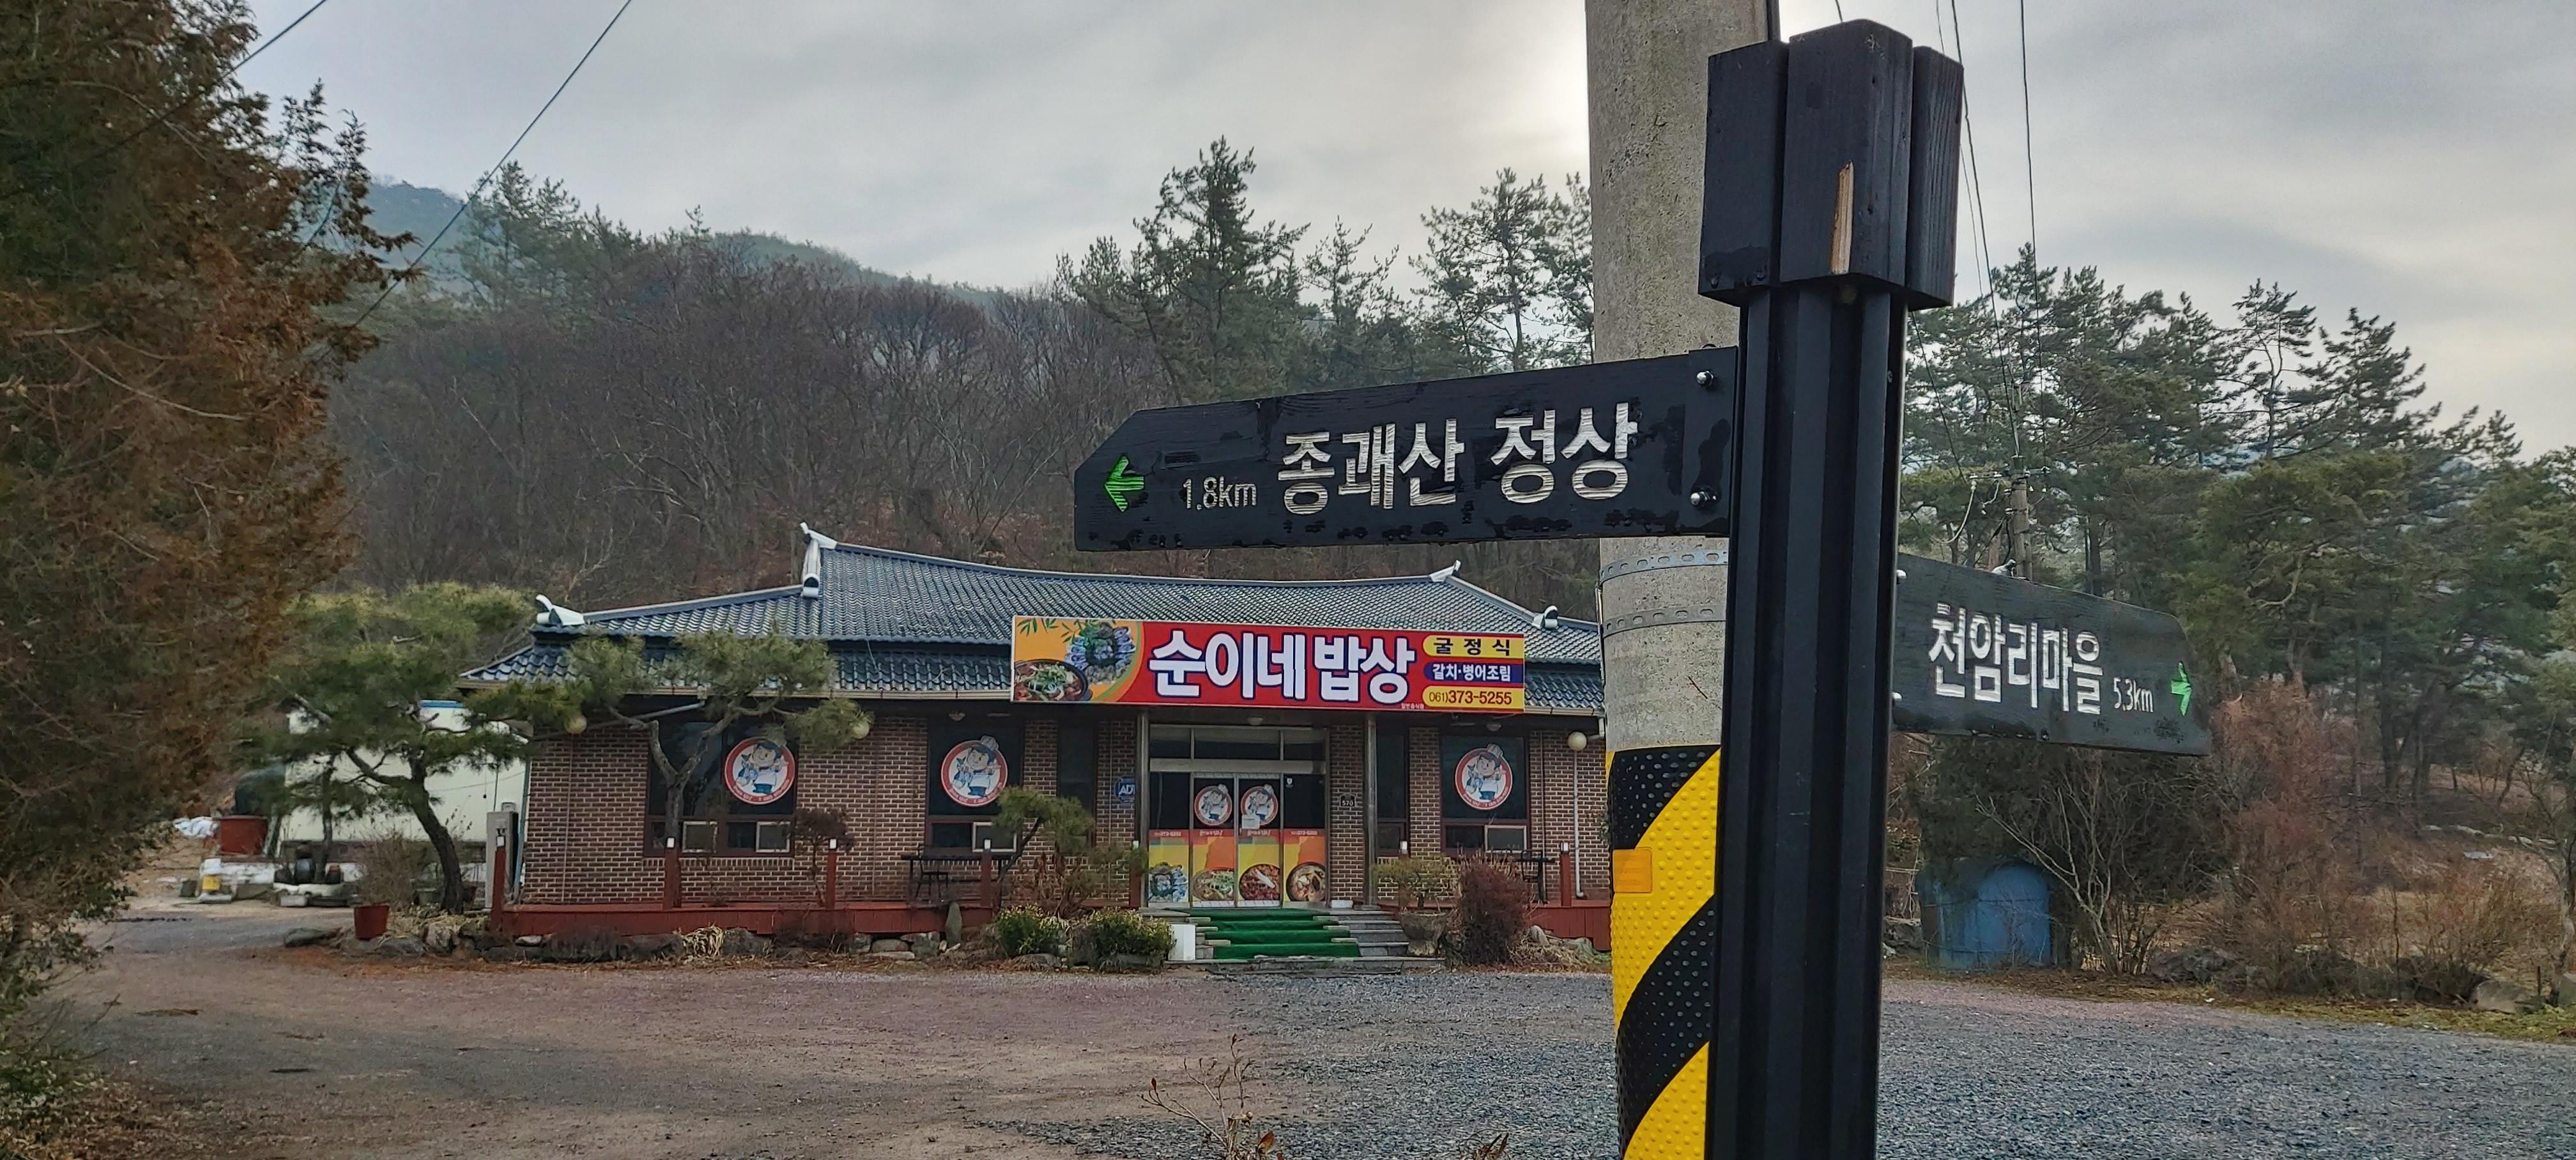 1.8km 종괘산 정상
천암리마을 5.3km
순이네밥상
굴정식
갈치·병어조림
(061)373-5255